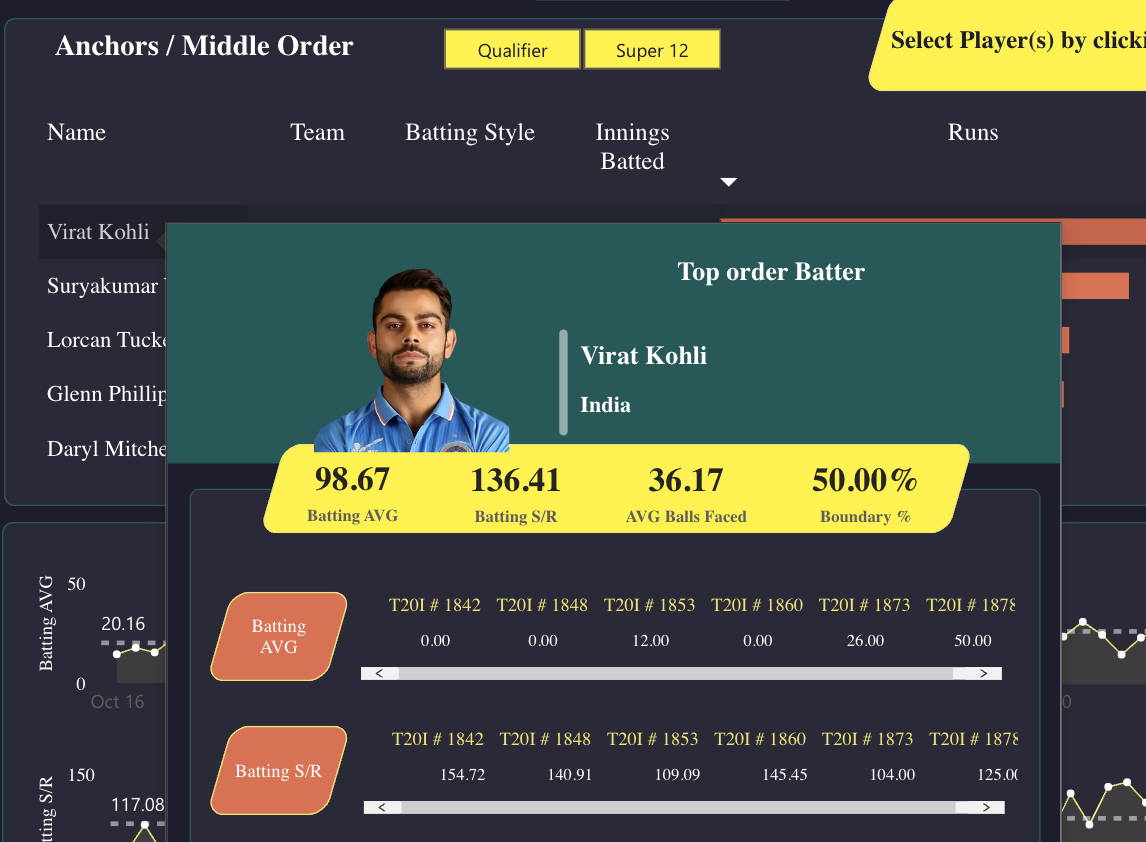 Anchors / Middle Order
Qualifier
Super 12
Select Player(s) by clicki
Name
Team
Batting Style
Innings
Batted
Runs
Virat Kohli
Suryakumar
Lorcan Tucke
Glenn Phillip
Daryl Mitche
Top order Batter
Virat Kohli
India
98.67
136.41
36.17
50.00%
Batting AVG
Batting S/R
AVG Balls Faced
Boundary %
Batting
AVG
T20I # 1842 T20I # 1848 T20I # 1853 T20I # 1860 T20I # 1873 T20I # 1878
0.00 0.00 12.00 0.00 26.00 50.00
Batting S/R
T20I # 1842 T20I # 1848 T20I # 1853 T20I # 1860 T20I # 1873 T20I # 1878
154.72 140.91 109.09 145.45 104.00 125.00
Batting AVG
50
20.16
0
Oct 16
0
tting S/R
150
117.08